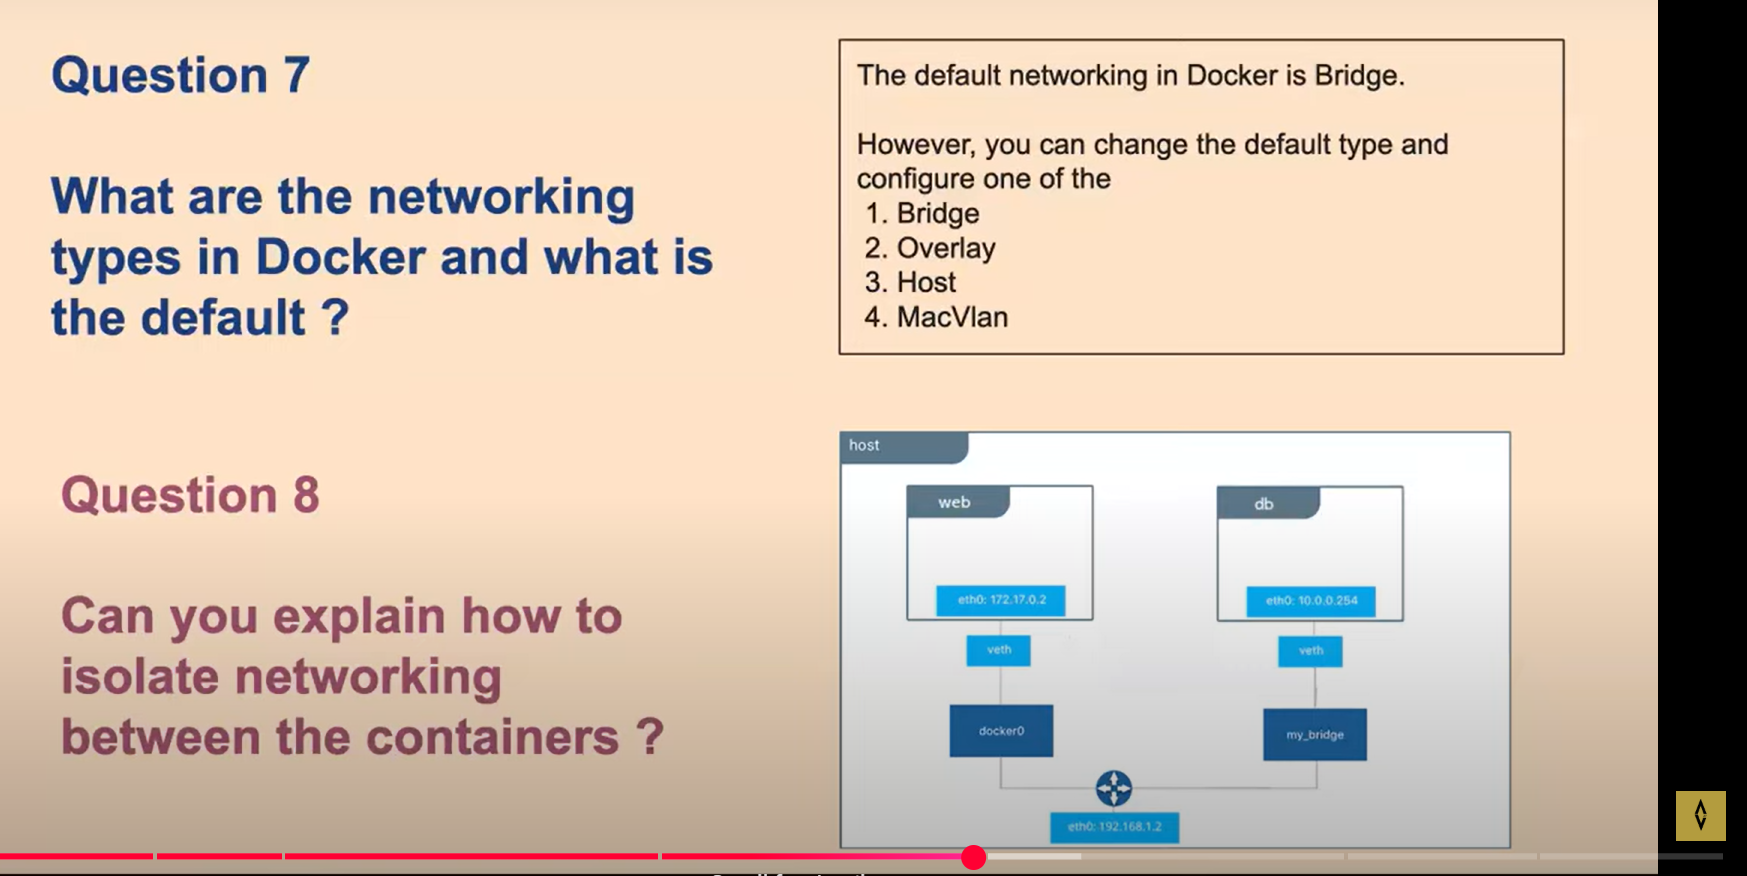 Question 7
What are the networking
types in Docker and what is
the default ?
The default networking in Docker is Bridge.
However, you can change the default type and
configure one of the
1. Bridge
2. Overlay
3. Host
4. MacVlan
Question 8
Can you explain how to
isolate networking
between the containers ?
host
web
db
eth0: 172.17.0.2
eth0: 10.0.0.254
veth
veth
docker0
my_bridge
eth0: 192.168.1.2